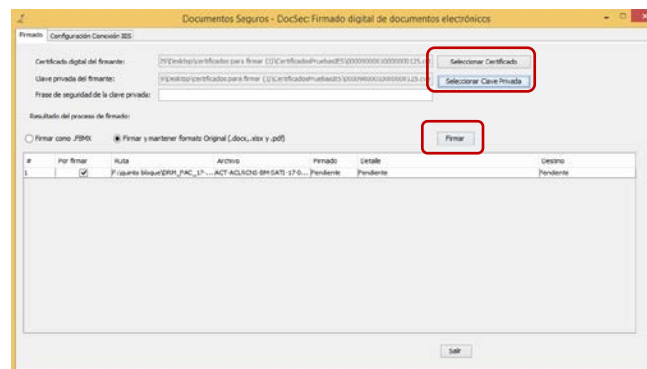 Documentos Seguros - DocSec: Firmado digital de documentos electrónicos
Firmado Configuración Conexión IES
Certificado digital del firmante: Seleccionar Certificado
Clave privada del firmante: Seleccionar Clave Privada
Frase de seguridad de la clave privada:
Resultado del proceso de firmado:
Firmar como .FBMX Firmar y mantener formato Original (.docx,.xlsx y .pdf) Firmar
# Por firmar Ruta Archivo Firmado Detalle Destino
1 Pendiente Pendiente Pendiente
Salir